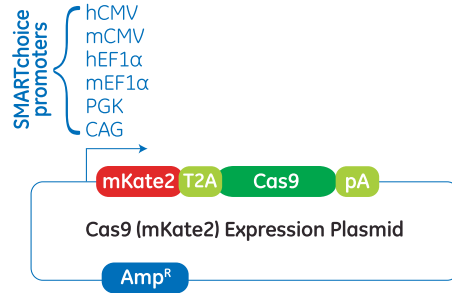 SMARTchoice
promoters
hCMV
mCMV
hEF1α
mEF1α
PGK
CAG
mKate2 T2A Cas9 pA
Cas9 (mKate2) Expression Plasmid
Ampᴿ